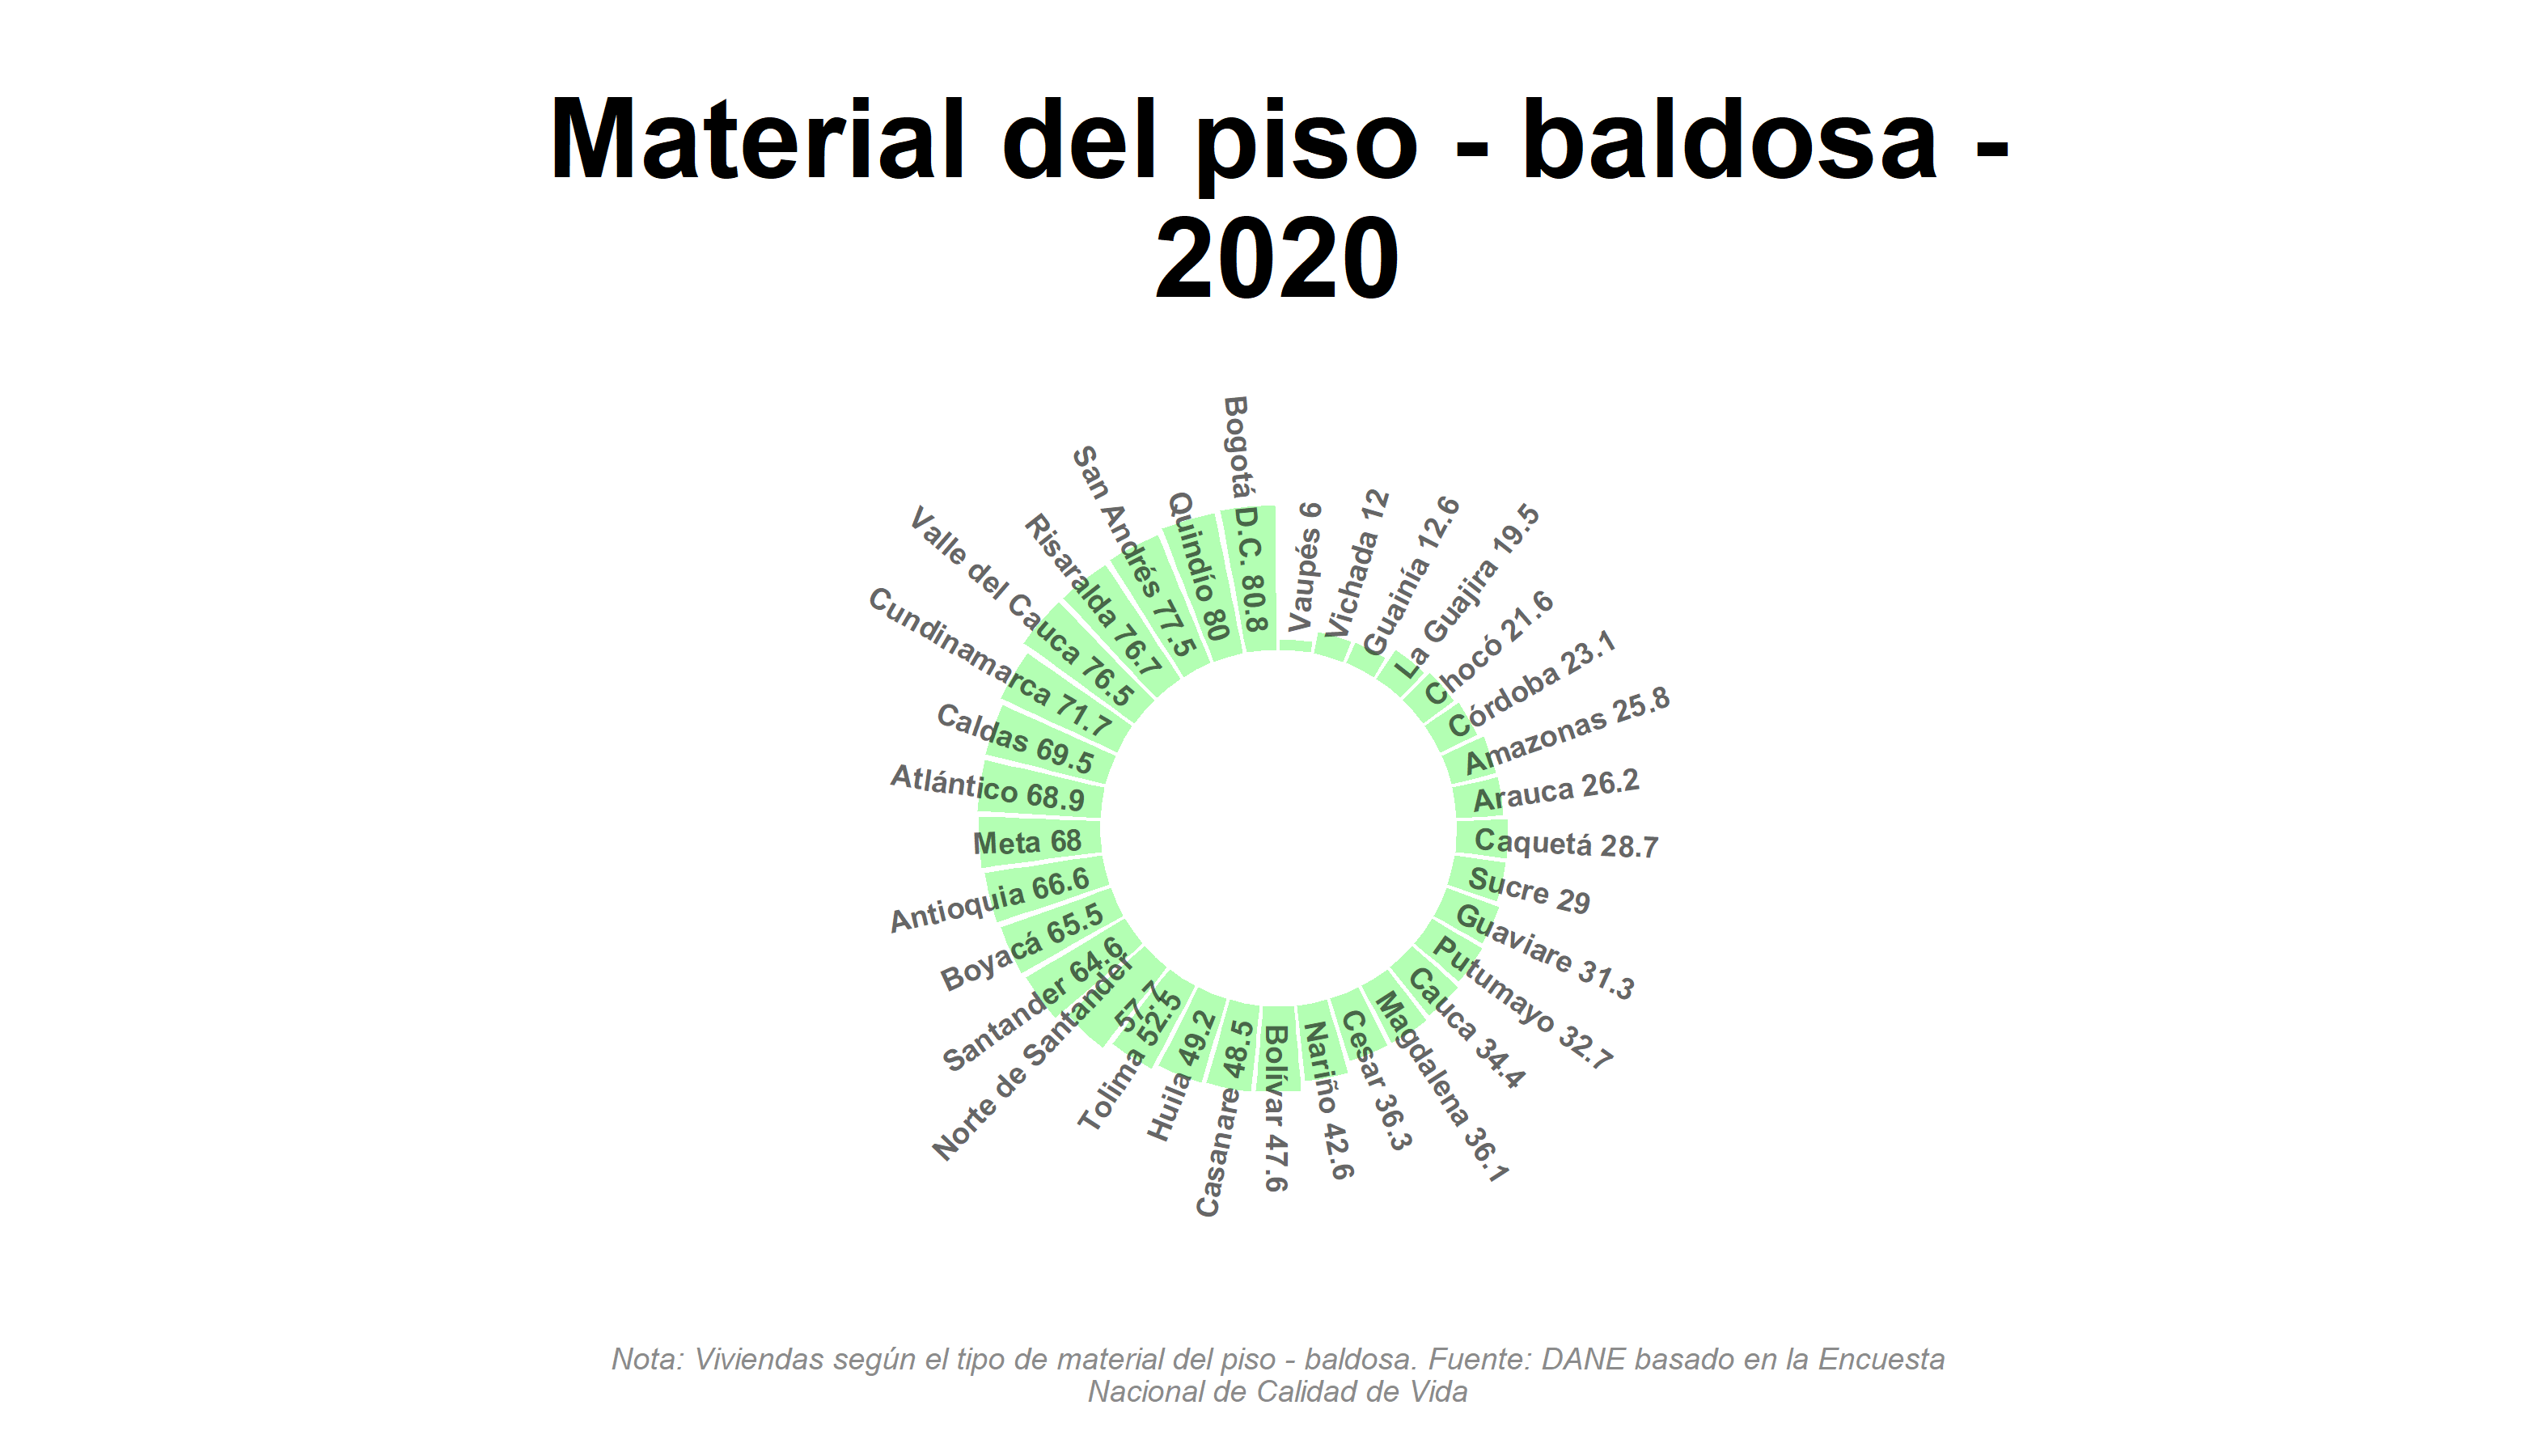 Material del piso - baldosa -
2020
Vaupés 6
Vichada 12
Guainía 12.6
La Guajira 19.5
Chocó 21.6
Córdoba 23.1
Amazonas 25.8
Arauca 26.2
Caquetá 28.7
Sucre 29
Guaviare 31.3
Putumayo 32.7
Cauca 34.4
Magdalena 36.1
Cesar 36.3
Nariño 42.6
Bolívar 47.6
Casanare 48.5
Huila 49.2
Tolima 52.5
Norte de Santander
57.7
Santander 64.6
Boyacá 65.5
Antioquia 66.6
Meta 68
Atlántico 68.9
Caldas 69.5
Cundinamarca 71.7
Valle del Cauca 76.5
Risaralda 76.7
San Andrés 77.5
Quindío 80
Bogotá D.C. 80.8
Nota: Viviendas según el tipo de material del piso - baldosa. Fuente: DANE basado en la Encuesta
Nacional de Calidad de Vida